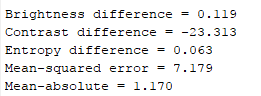 Brightness difference = 0.119
Contrast difference = -23.313
Entropy difference = 0.063
Mean-squared error = 7.179
Mean-absolute = 1.170